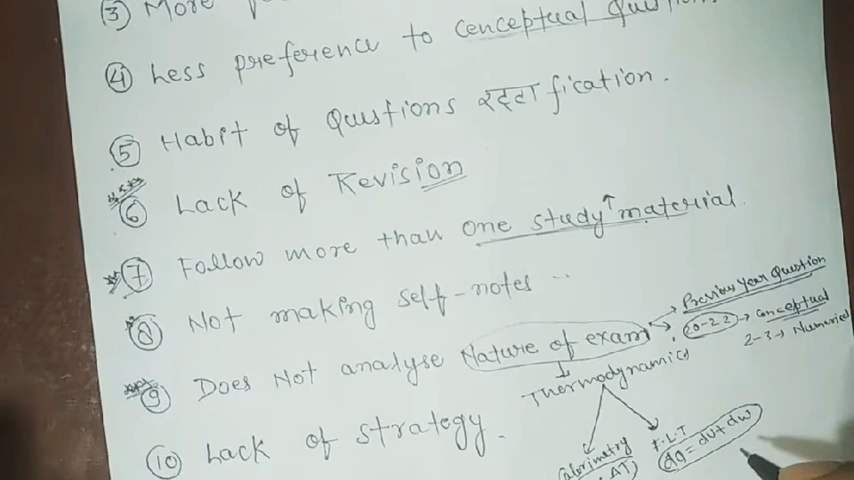 ③ More
④ Less preference to conceptual
⑤ Habit of Quustions रट्टाfication.
⑥ Lack of Revision
⑦ Follow more than one study material.
⑧ Not making self-notes ..
⑨ Does Not analyse Nature of exam
Previous year Question
20-22 → Conceptual
2-3 → Numerical
Thermodynamics
⑩ Lack of strategy.
Calorimetry
F.L.T
dQ = dU + dW
ΔT)